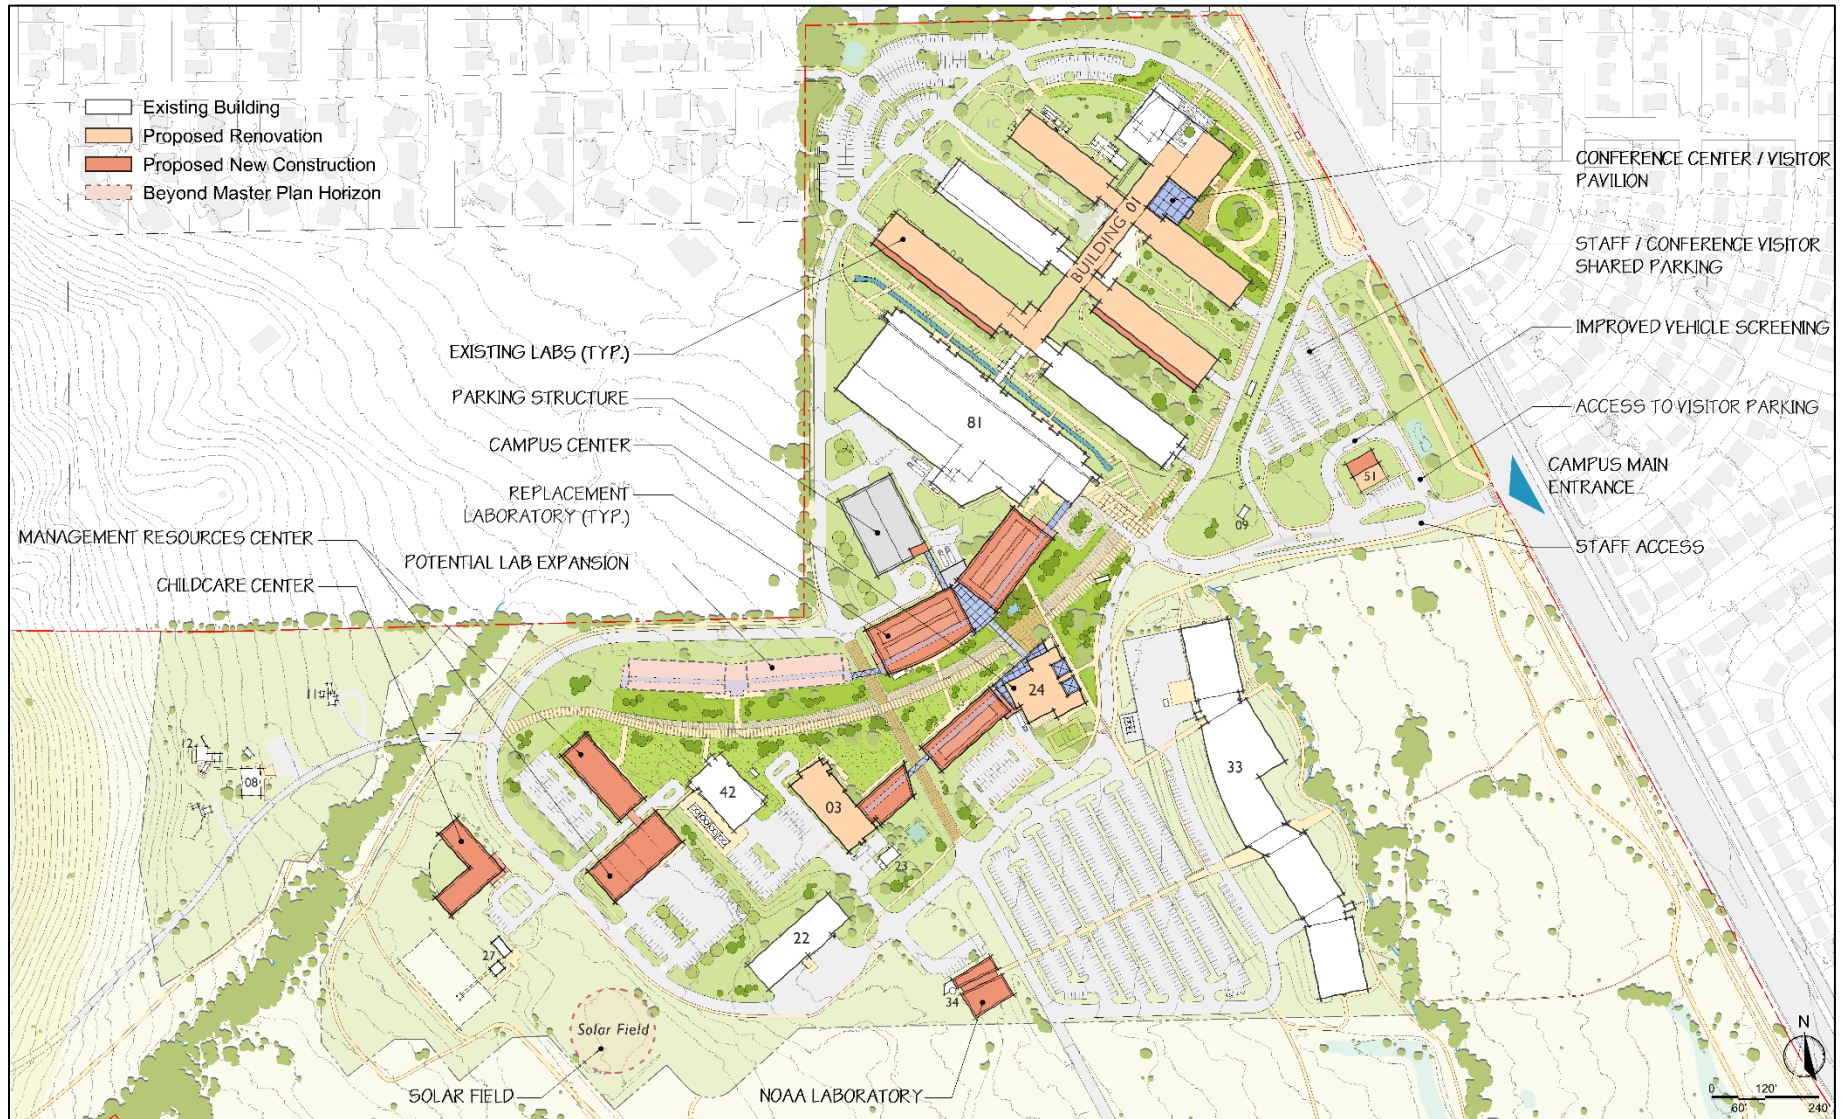 Existing Building
Proposed Renovation
Proposed New Construction
Beyond Master Plan Horizon
CONFERENCE CENTER / VISITOR
PAVILION
STAFF / CONFERENCE VISITOR
SHARED PARKING
IMPROVED VEHICLE SCREENING
ACCESS TO VISITOR PARKING
CAMPUS MAIN
ENTRANCE
STAFF ACCESS
EXISTING LABS (TYP.)
PARKING STRUCTURE
CAMPUS CENTER
REPLACEMENT
LABORATORY (TYP.)
POTENTIAL LAB EXPANSION
MANAGEMENT RESOURCES CENTER
CHILDCARE CENTER
1C
BUILDING 01
81
51
09
24
33
11
12
08
42
03
23
22
27
34
Solar Field
SOLAR FIELD
NOAA LABORATORY
N
0 120'
60' 240'